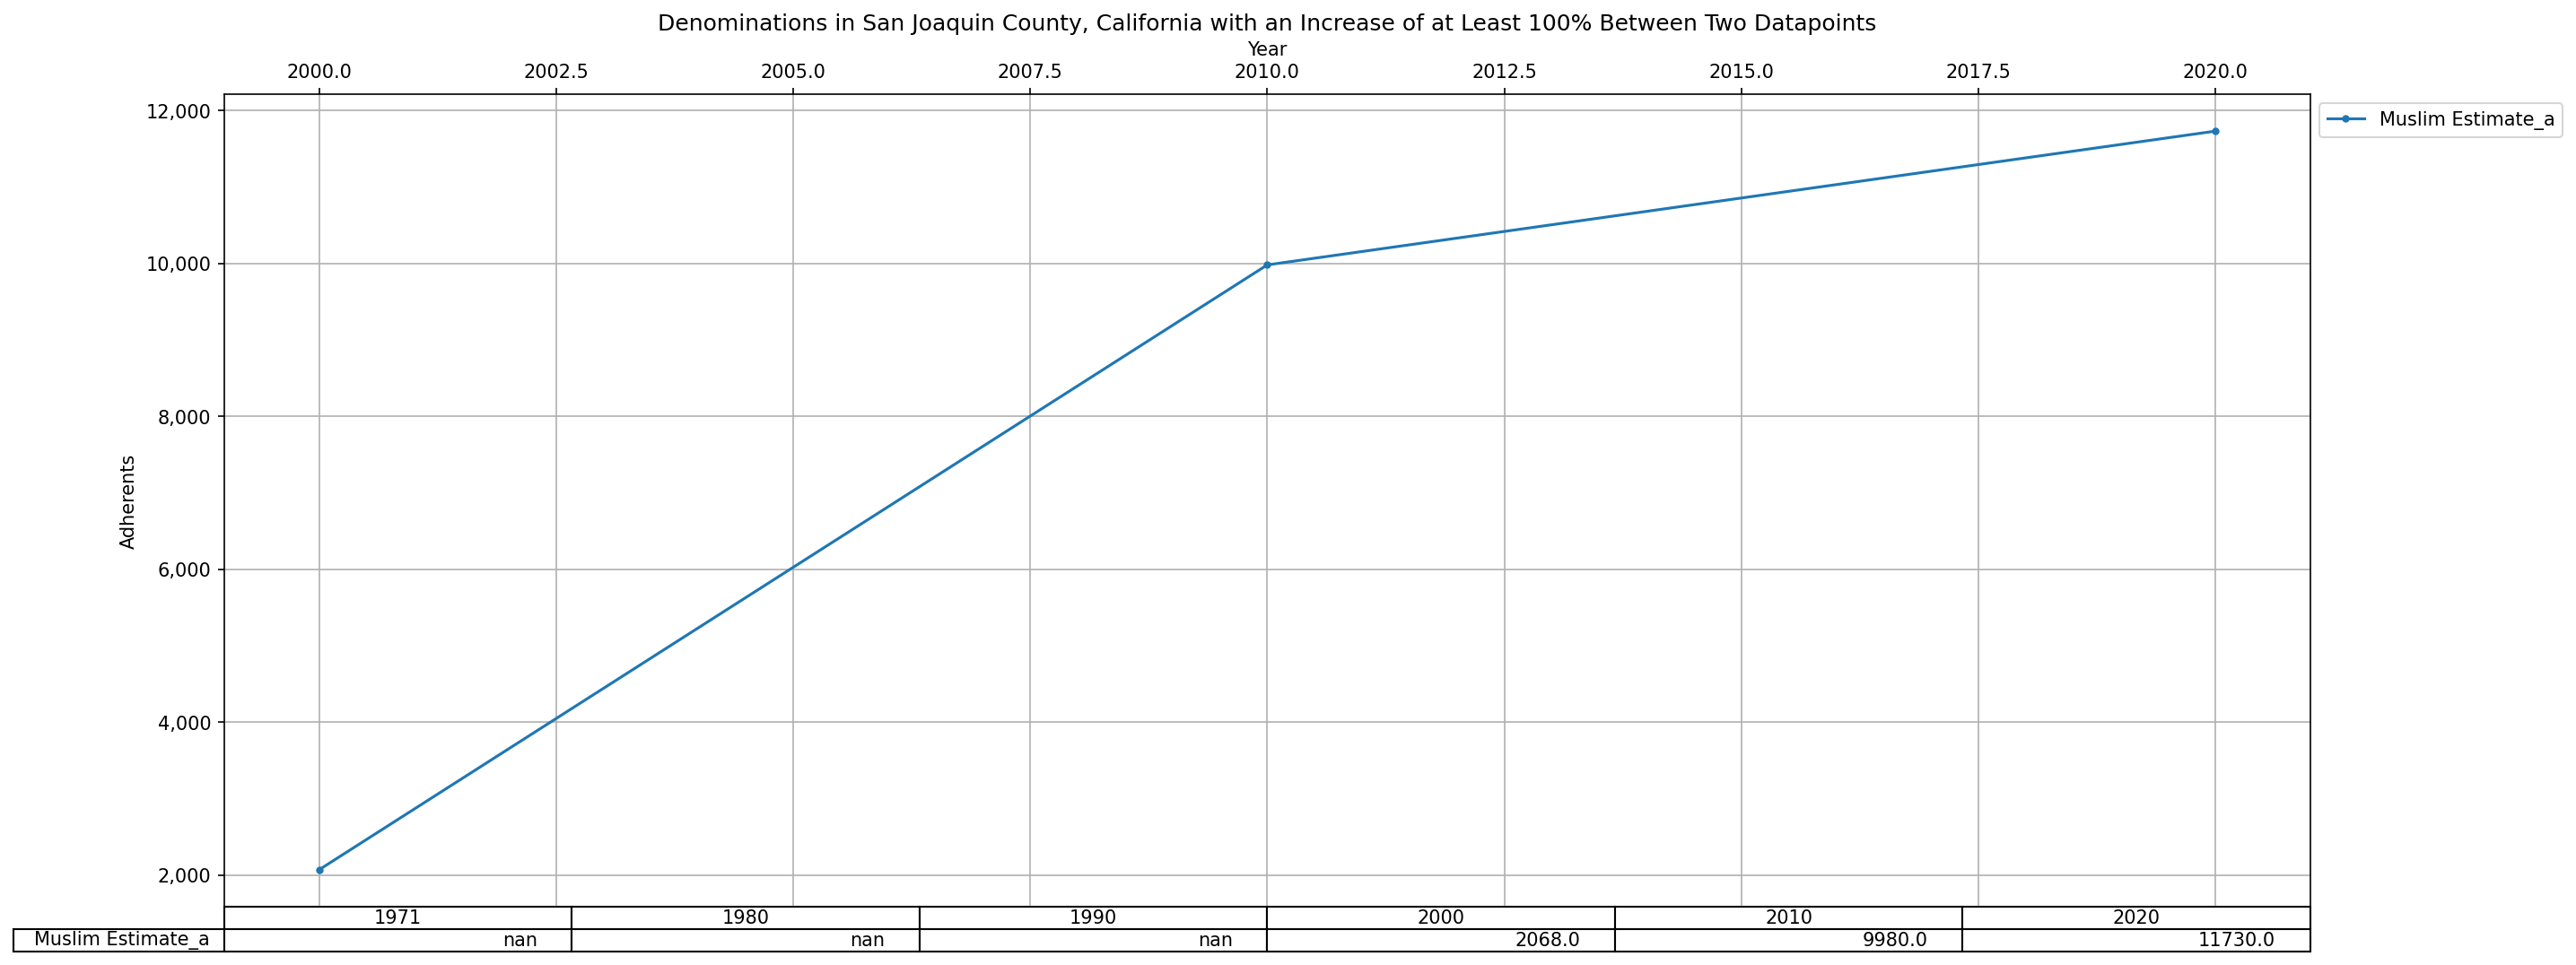 Denominations in San Joaquin County, California with an Increase of at Least 100% Between Two Datapoints
Year
2000.0 2002.5 2005.0 2007.5 2010.0 2012.5 2015.0 2017.5 2020.0
Muslim Estimate_a
12,000
10,000
8,000
6,000
4,000
2,000
Adherents
1971 1980 1990 2000 2010 2020
Muslim Estimate_a nan nan nan 2068.0 9980.0 11730.0